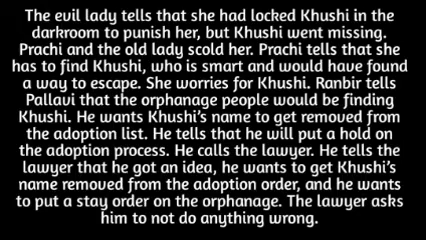 The evil lady tells that she had locked Khushi in the
darkroom to punish her, but Khushi went missing.
Prachi and the old lady scold her. Prachi tells that she
has to find Khushi, who is smart and would have found
a way to escape. She worries for Khushi. Ranbir tells
Pallavi that the orphanage people would be finding
Khushi. He wants Khushi's name to get removed from
the adoption list. He tells that he will put a hold on
the adoption process. He calls the lawyer. He tells the
lawyer that he got an idea, he wants to get Khushi's
name removed from the adoption order, and he wants
to put a stay order on the orphanage. The lawyer asks
him to not do anything wrong.